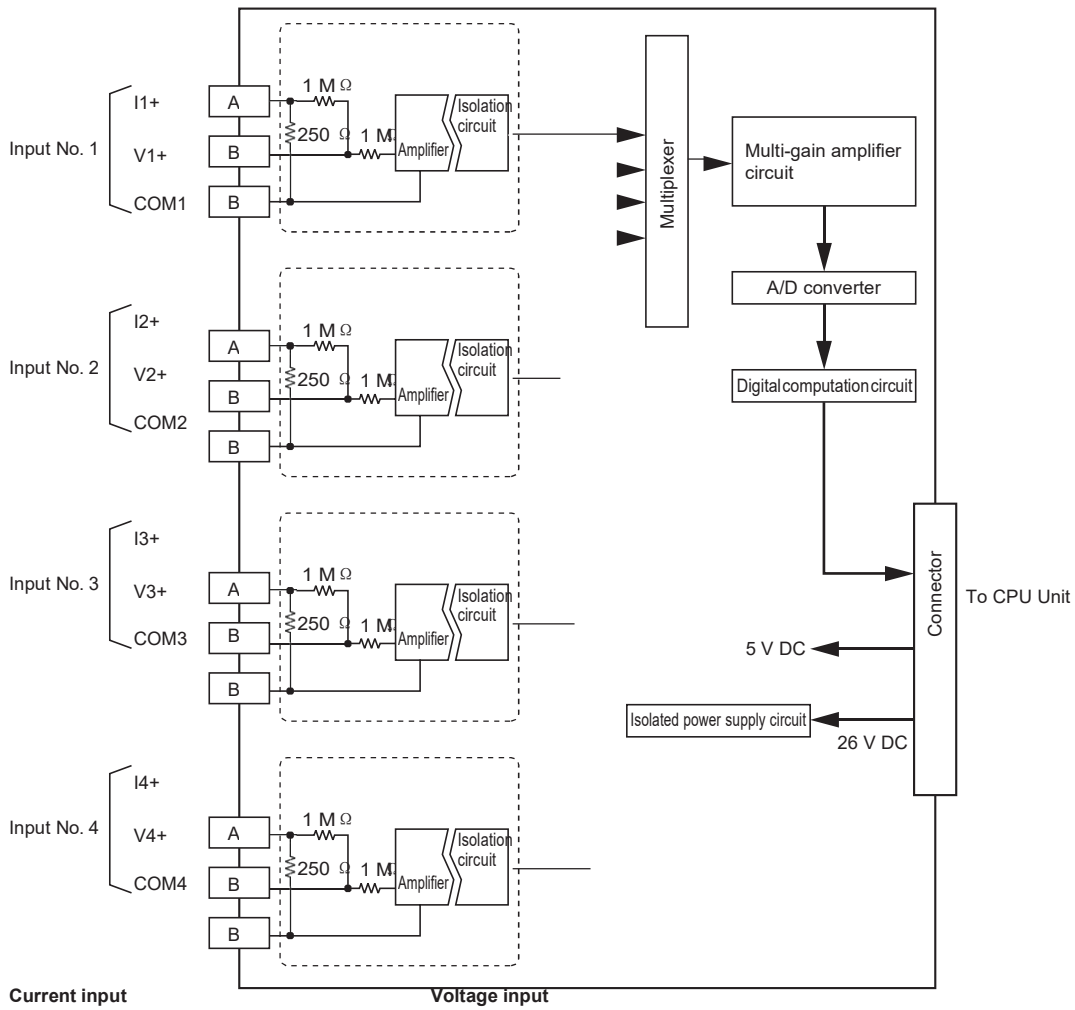 Input No. 1
I1+
V1+
COM1
A
B
B
1 M Ω
250 Ω
1 MΩ
Amplifier
Isolation
circuit
Multiplexer
Multi-gain amplifier
circuit
A/D converter
Digital computation circuit
Input No. 2
I2+
V2+
COM2
A
B
B
1 M Ω
250 Ω
1 MΩ
Amplifier
Isolation
circuit
Input No. 3
I3+
V3+
COM3
A
B
B
1 M Ω
250 Ω
1 MΩ
Amplifier
Isolation
circuit
Connector
To CPU Unit
5 V DC
Isolated power supply circuit
26 V DC
Input No. 4
I4+
V4+
COM4
A
B
B
1 M Ω
250 Ω
1 MΩ
Amplifier
Isolation
circuit
Current input
Voltage input